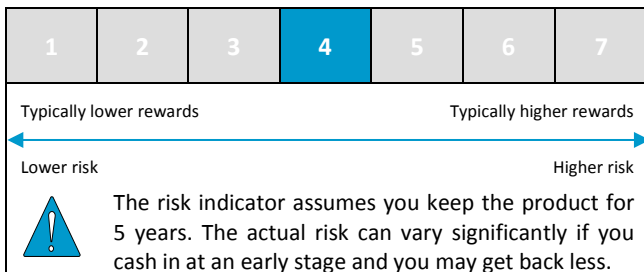 1 2 3 4 5 6 7
Typically lower rewards Typically higher rewards
Lower risk Higher risk
The risk indicator assumes you keep the product for
5 years. The actual risk can vary significantly if you
cash in at an early stage and you may get back less.